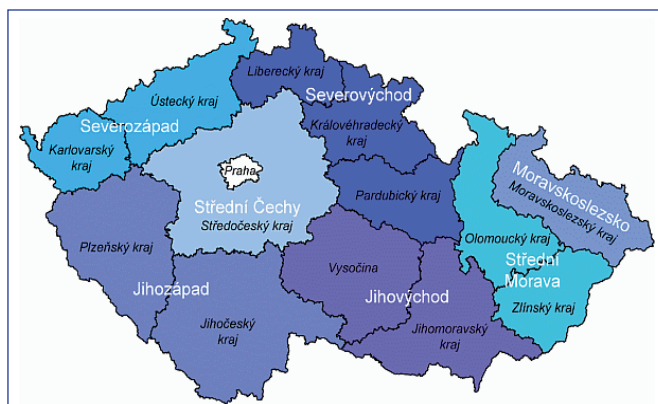 Liberecký kraj
Severovýchod
Ústecký kraj
Severozápad
Královéhradecký
kraj
Karlovarský
kraj
Praha
Střední Čechy
Středočeský kraj
Pardubický kraj
Moravskoslezsko
Moravskoslezský kraj
Plzeňský kraj
Olomoucký kraj
Střední
Morava
Vysočina
Jihozápad
Jihovýchod
Zlínský kraj
Jihočeský
kraj
Jihomoravský
kraj